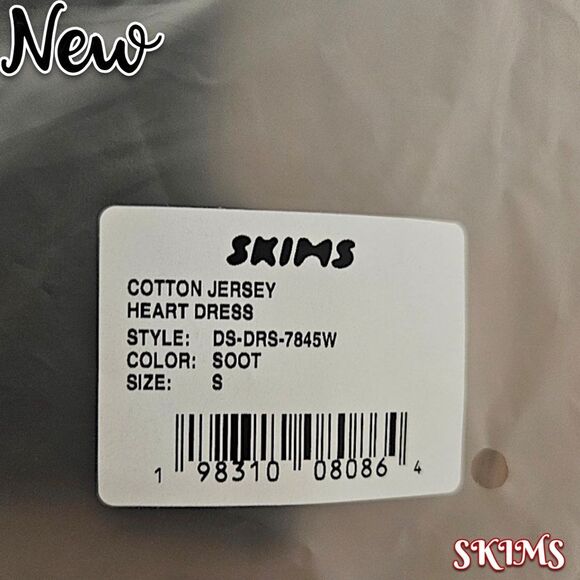 New
SKIMS
COTTON JERSEY
HEART DRESS
STYLE: DS-DRS-7845W
COLOR: SOOT
SIZE: S
1 98310 08086 4
SKIMS